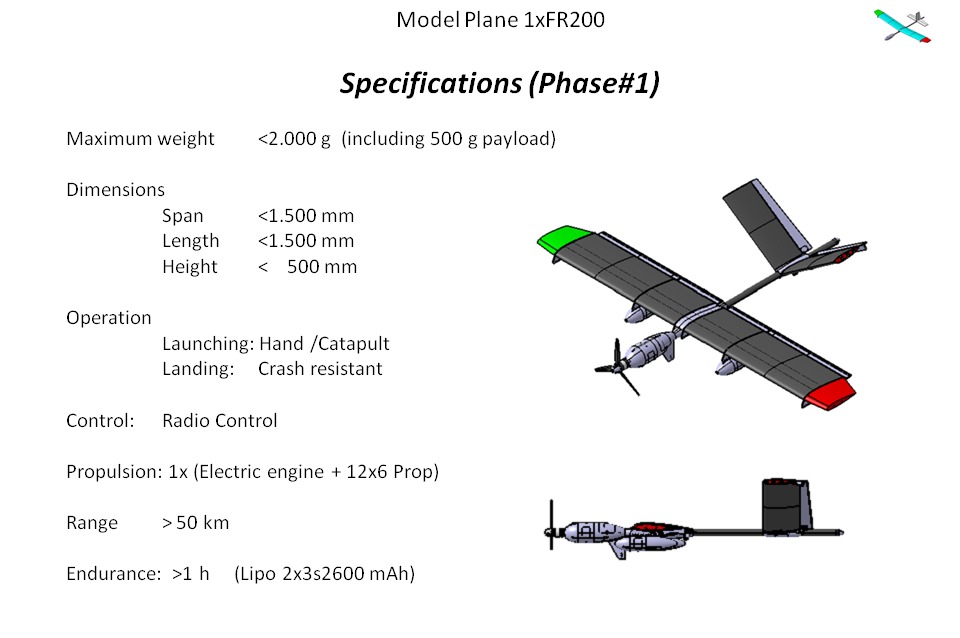 Model Plane 1xFR200
Specifications (Phase#1)
Maximum weight <2.000 g (including 500 g payload)
Dimensions
Span <1.500 mm
Length <1.500 mm
Height < 500 mm
Operation
Launching: Hand /Catapult
Landing: Crash resistant
Control: Radio Control
Propulsion: 1x (Electric engine + 12x6 Prop)
Range > 50 km
Endurance: >1 h (Lipo 2x3s2600 mAh)